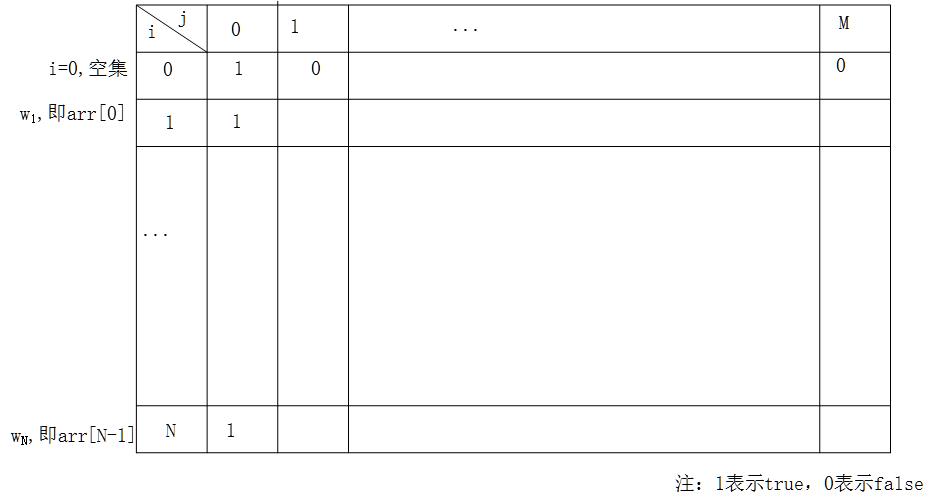 i j 0 1 ... M
i=0,空集 0 1 0 0
w1,即arr[0] 1 1
...
wN,即arr[N-1] N 1
注：1表示true，0表示false